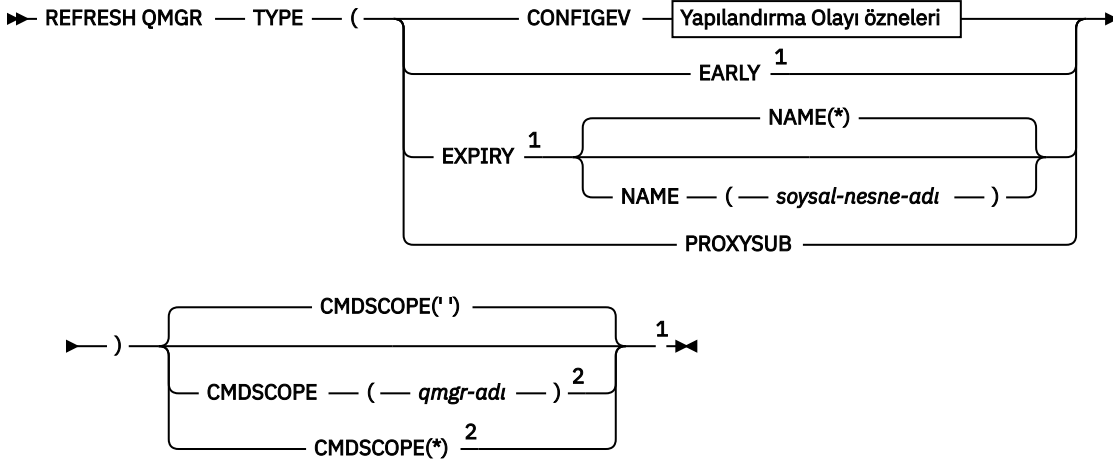 REFRESH QMGR TYPE ( CONFIGEV Yapılandırma Olayı özneleri
EARLY 1
NAME(*)
EXPIRY 1
NAME ( soysal-nesne-adı )
PROXYSUB
CMDSCOPE(' ')
) 1
CMDSCOPE ( qmgr-adı ) 2
CMDSCOPE(*) 2